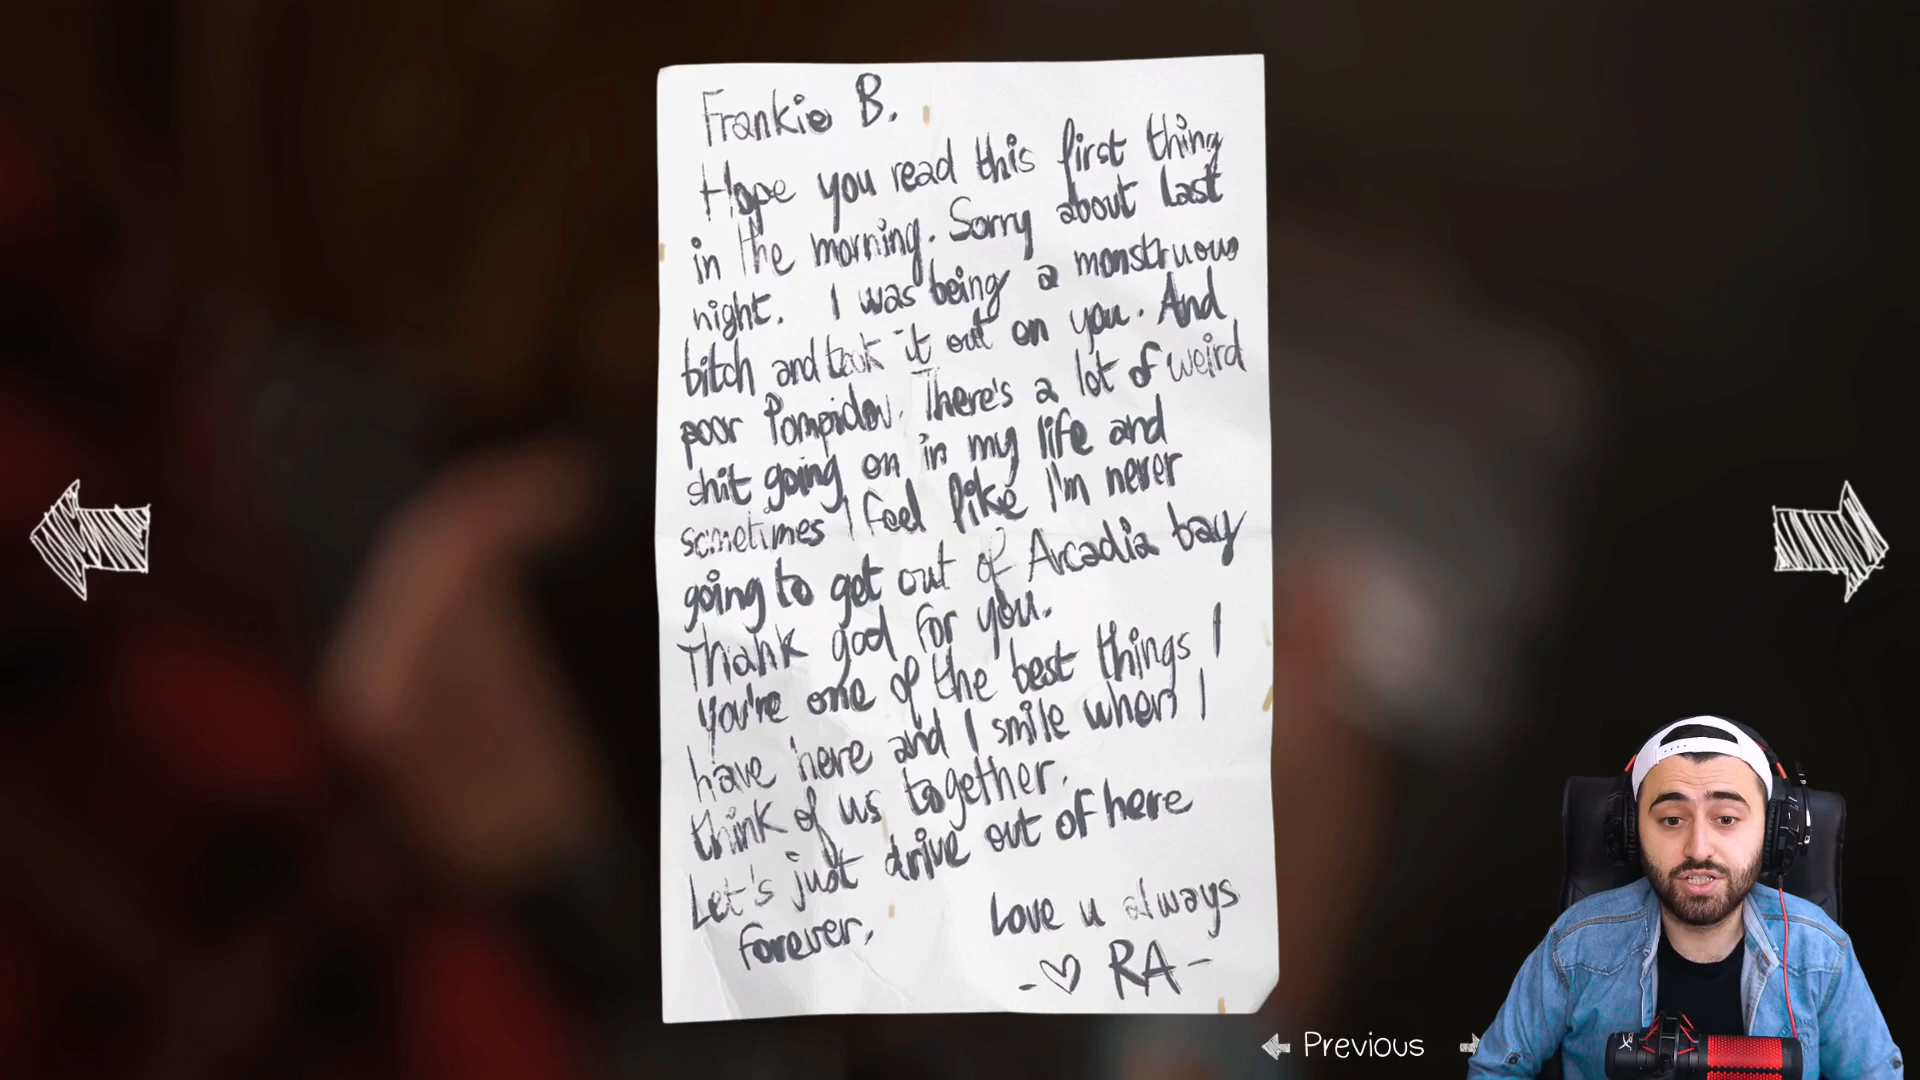 Frankie B.
Hope you read this first thing
in the morning. Sorry about last
night. I was being a monstruous
bitch and took it out on you. And
poor Pompidou. There's a lot of weird
shit going on in my life and
sometimes I feel like I'm never
going to get out of Arcadia bay
Thank god for you.
You're one of the best things I
have here and I smile when I
think of us together.
Let's just drive out of here
forever.
Love u always
- ♡ RA -
Previous